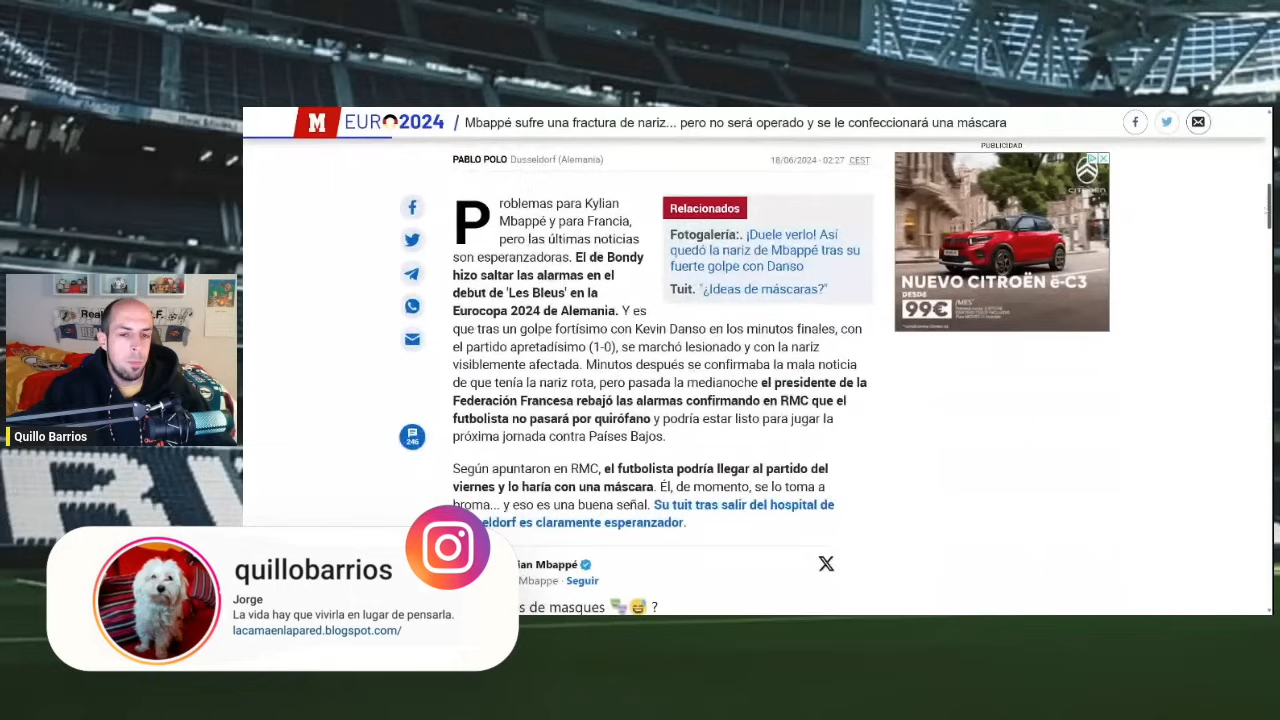 M EURO2024 / Mbappé sufre una fractura de nariz... pero no será operado y se le confeccionará una máscara
PABLO POLO Dusseldorf (Alemania)
18/06/2024 - 02:27 CEST
Problemas para Kylian
Mbappé y para Francia,
pero las últimas noticias
son esperanzadoras. El de Bondy
hizo saltar las alarmas en el
debut de 'Les Bleus' en la
Eurocopa 2024 de Alemania. Y es
que tras un golpe fortísimo con Kevin Danso en los minutos finales, con
el partido apretadísimo (1-0), se marchó lesionado y con la nariz
visiblemente afectada. Minutos después se confirmaba la mala noticia
de que tenía la nariz rota, pero pasada la medianoche el presidente de la
Federación Francesa rebajó las alarmas confirmando en RMC que el
futbolista no pasará por quirófano y podría estar listo para jugar la
próxima jornada contra Países Bajos.
Relacionados
Fotogalería:. ¡Duele verlo! Así
quedó la nariz de Mbappé tras su
fuerte golpe con Danso
Tuit. "¿Ideas de máscaras?"
246
Según apuntaron en RMC, el futbolista podría llegar al partido del
viernes y lo haría con una máscara. Él, de momento, se lo toma a
broma... y eso es una buena señal. Su tuit tras salir del hospital de
eldorf es claramente esperanzador.
ian Mbappé
Mbappe · Seguir
s de masques ?
PUBLICIDAD
CITROËN
NUEVO CITROËN ë-C3
DESDE
99€ /MES*
Quillo Barrios
quillobarrios
Jorge
La vida hay que vivirla en lugar de pensarla.
lacamaenlapared.blogspot.com/